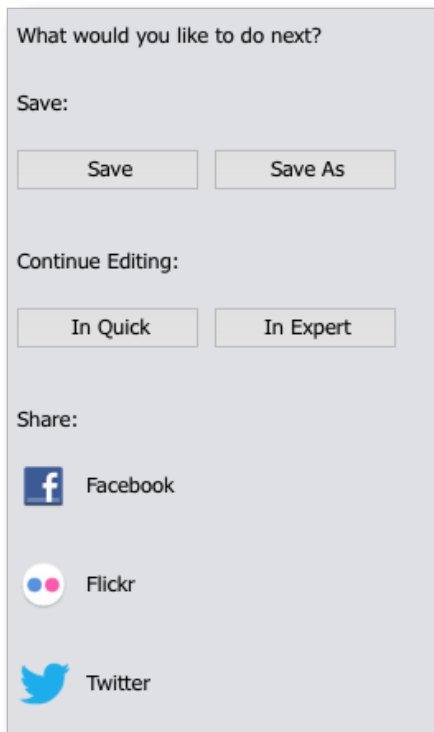 What would you like to do next?
Save:
Save Save As
Continue Editing:
In Quick In Expert
Share:
Facebook
Flickr
Twitter